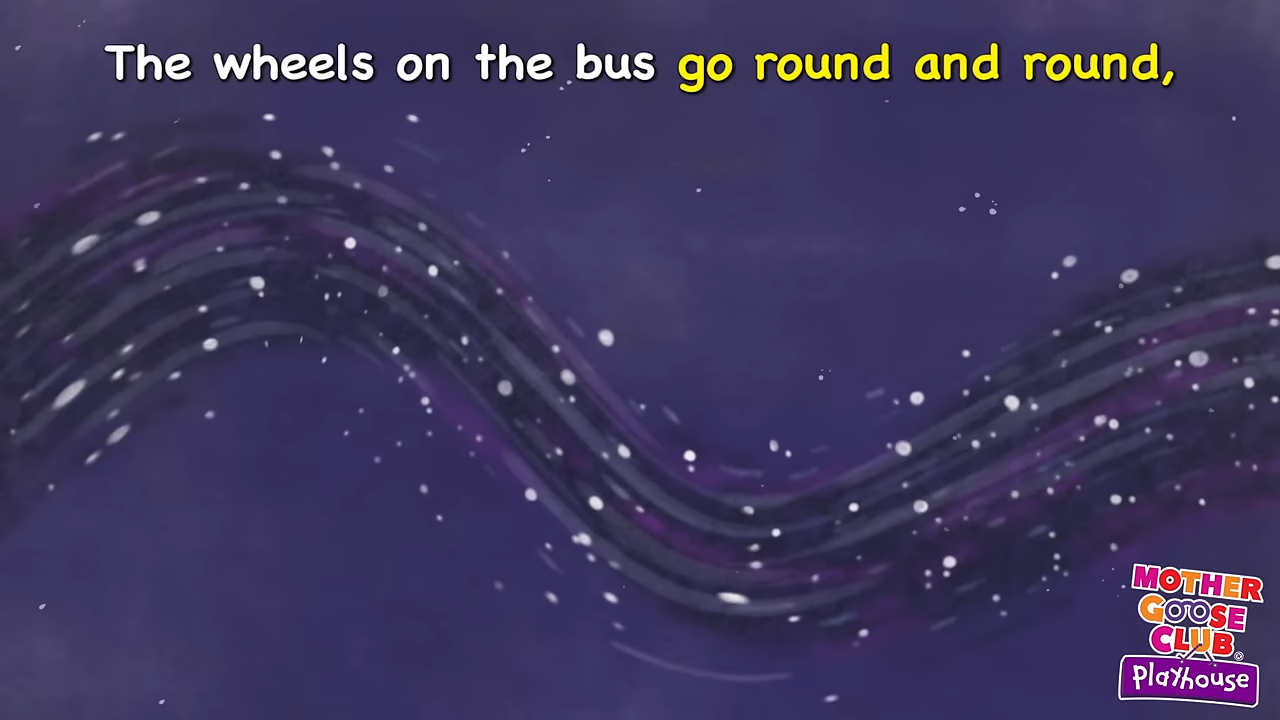 The wheels on the bus go round and round,
MOTHER
GOOSE
CLUB
Playhouse